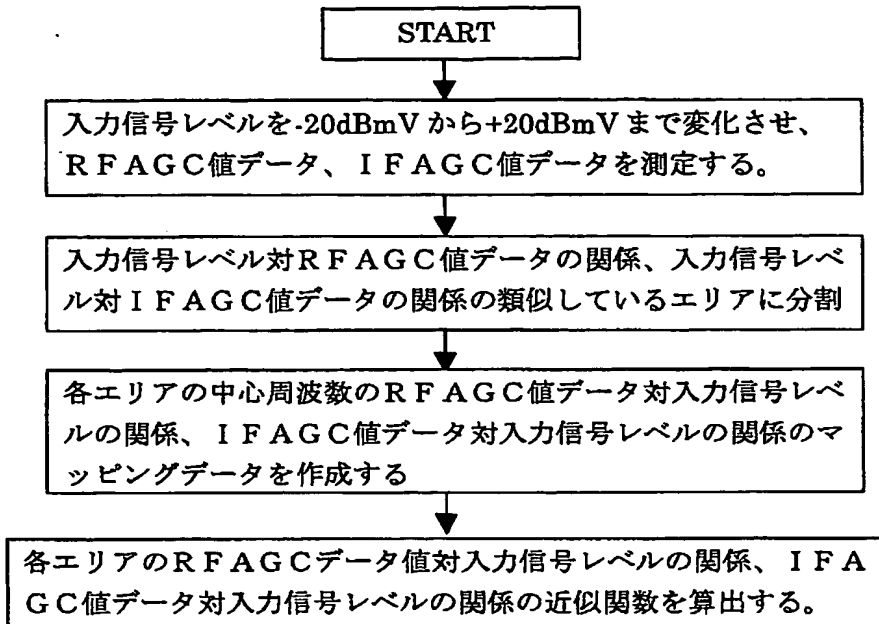 START
入力信号レベルを-20dBmVから+20dBmVまで変化させ、
ＲＦＡＧＣ値データ、ＩＦＡＧＣ値データを測定する。
入力信号レベル対ＲＦＡＧＣ値データの関係、入力信号レベ
ル対ＩＦＡＧＣ値データの関係の類似しているエリアに分割
各エリアの中心周波数のＲＦＡＧＣ値データ対入力信号レベ
ルの関係、ＩＦＡＧＣ値データ対入力信号レベルの関係のマ
ッピングデータを作成する
各エリアのＲＦＡＧＣデータ値対入力信号レベルの関係、ＩＦＡ
ＧＣ値データ対入力信号レベルの関係の近似関数を算出する。